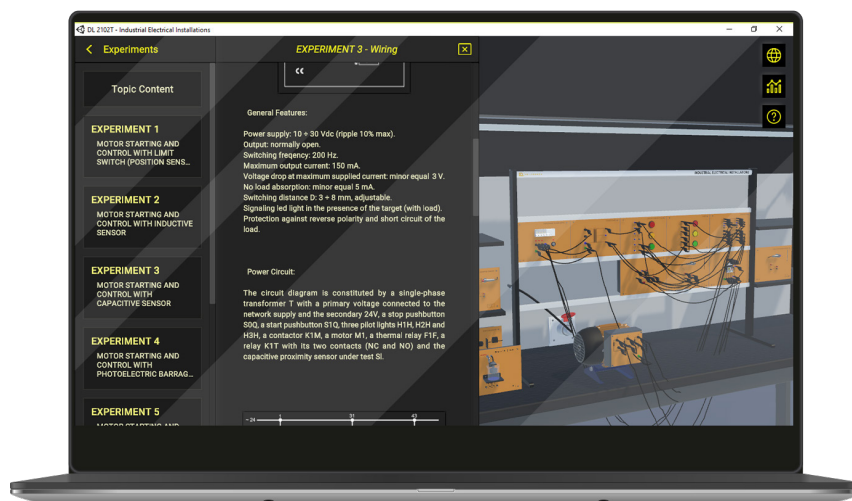 DL 2102T - Industrial Electrical Installations
Experiments
EXPERIMENT 3 - Wiring
Topic Content
EXPERIMENT 1
MOTOR STARTING AND
CONTROL WITH LIMIT
SWITCH (POSITION SENS...
EXPERIMENT 2
MOTOR STARTING AND
CONTROL WITH INDUCTIVE
SENSOR
EXPERIMENT 3
MOTOR STARTING AND
CONTROL WITH
CAPACITIVE SENSOR
EXPERIMENT 4
MOTOR STARTING AND
CONTROL WITH
PHOTOELECTRIC BARRAG...
EXPERIMENT 5
MOTOR STARTING AND
General Features:
Power supply: 10 ÷ 30 Vdc (ripple 10% max).
Output: normally open.
Switching freqency: 200 Hz.
Maximum output current: 150 mA.
Voltage drop at maximum supplied current: minor equal 3 V.
No load absorption: minor equal 5 mA.
Switching distance D: 3 ÷ 8 mm, adjustable.
Signaling led light in the presence of the target (with load).
Protection against reverse polarity and short circuit of the
load.
Power Circuit:
The circuit diagram is constituted by a single-phase
transformer T with a primary voltage connected to the
network supply and the secondary 24V, a stop pushbutton
S0Q, a start pushbutton S1Q, three pilot lights H1H, H2H and
H3H, a contactor K1M, a motor M1, a thermal relay F1F, a
relay K1T with its two contacts (NC and NO) and the
capacitive proximity sensor under test SI.
~ 24 31 43
INDUSTRIAL ELECTRICAL INSTALLATIONS